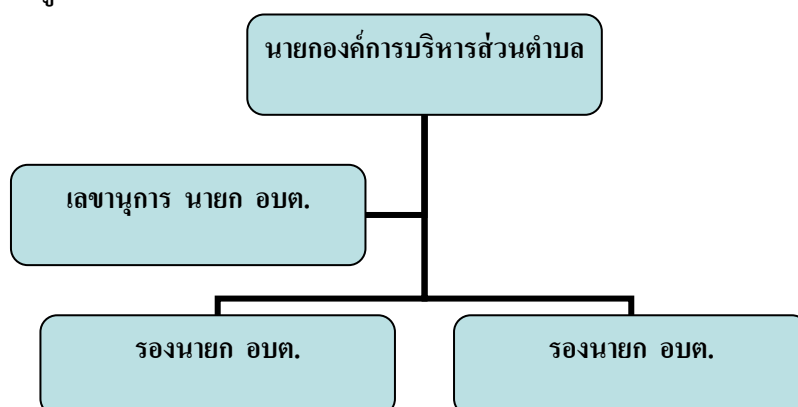 นายกองค์การบริหารส่วนตำบล
เลขานุการ นายก อบต.
รองนายก อบต.
รองนายก อบต.